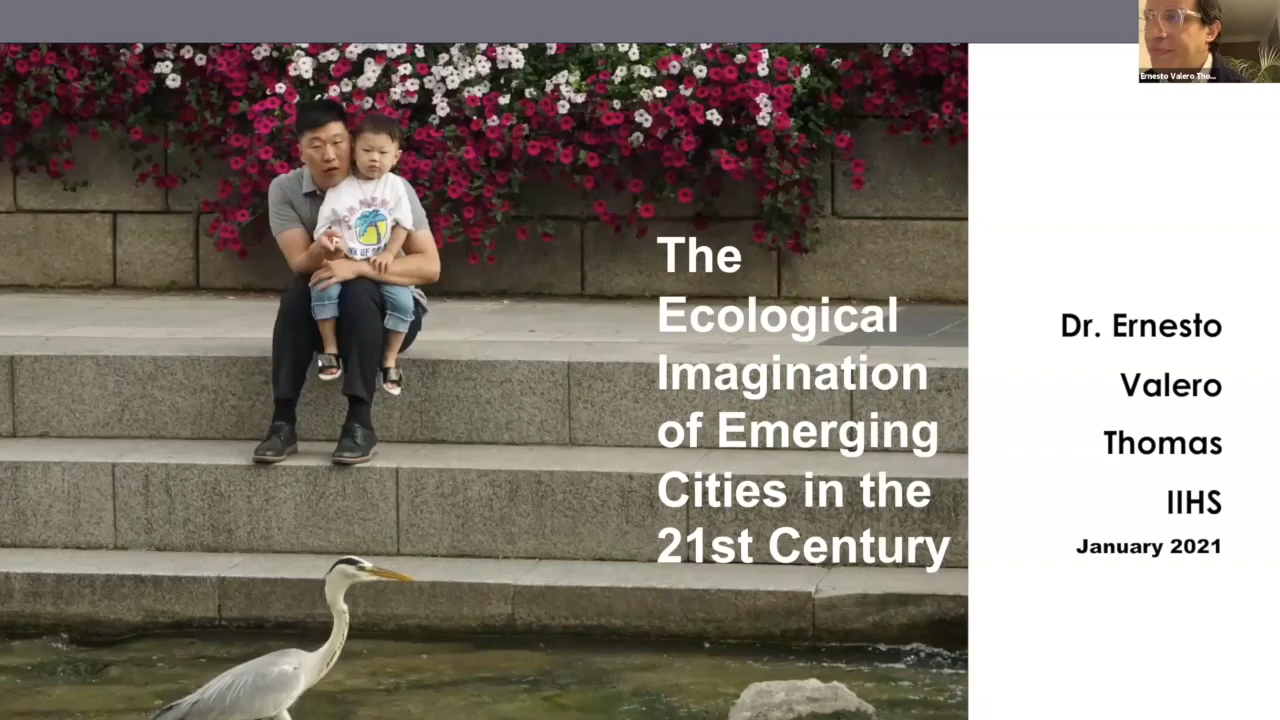 Ernesto Valero Tho...
The
Ecological
Imagination
of Emerging
Cities in the
21st Century
Dr. Ernesto
Valero
Thomas
IIHS
January 2021